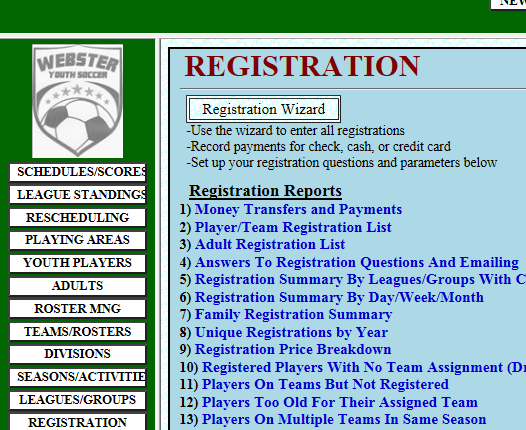 NEW
WEBSTER
YOUTH SOCCER
SCHEDULES/SCORES
LEAGUE STANDINGS
RESCHEDULING
PLAYING AREAS
YOUTH PLAYERS
ADULTS
ROSTER MNG
TEAMS/ROSTERS
DIVISIONS
SEASONS/ACTIVITIE
LEAGUES/GROUPS
REGISTRATION
REGISTRATION
Registration Wizard
-Use the wizard to enter all registrations
-Record payments for check, cash, or credit card
-Set up your registration questions and parameters below
Registration Reports
1) Money Transfers and Payments
2) Player/Team Registration List
3) Adult Registration List
4) Answers To Registration Questions And Emailing
5) Registration Summary By Leagues/Groups With C
6) Registration Summary By Day/Week/Month
7) Family Registration Summary
8) Unique Registrations by Year
9) Registration Price Breakdown
10) Registered Players With No Team Assignment (Dr
11) Players On Teams But Not Registered
12) Players Too Old For Their Assigned Team
13) Players On Multiple Teams In Same Season